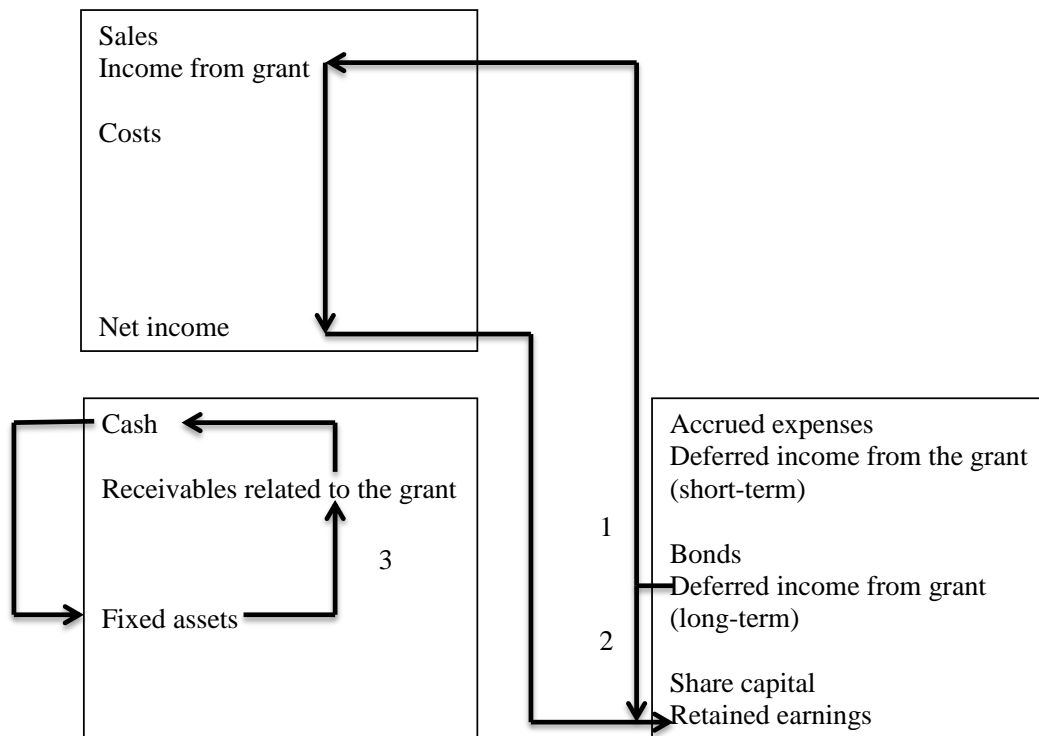 Sales
Income from grant
Costs
Net income
Cash
Receivables related to the grant
3
Fixed assets
1
2
Accrued expenses
Deferred income from the grant
(short-term)
Bonds
Deferred income from grant
(long-term)
Share capital
Retained earnings